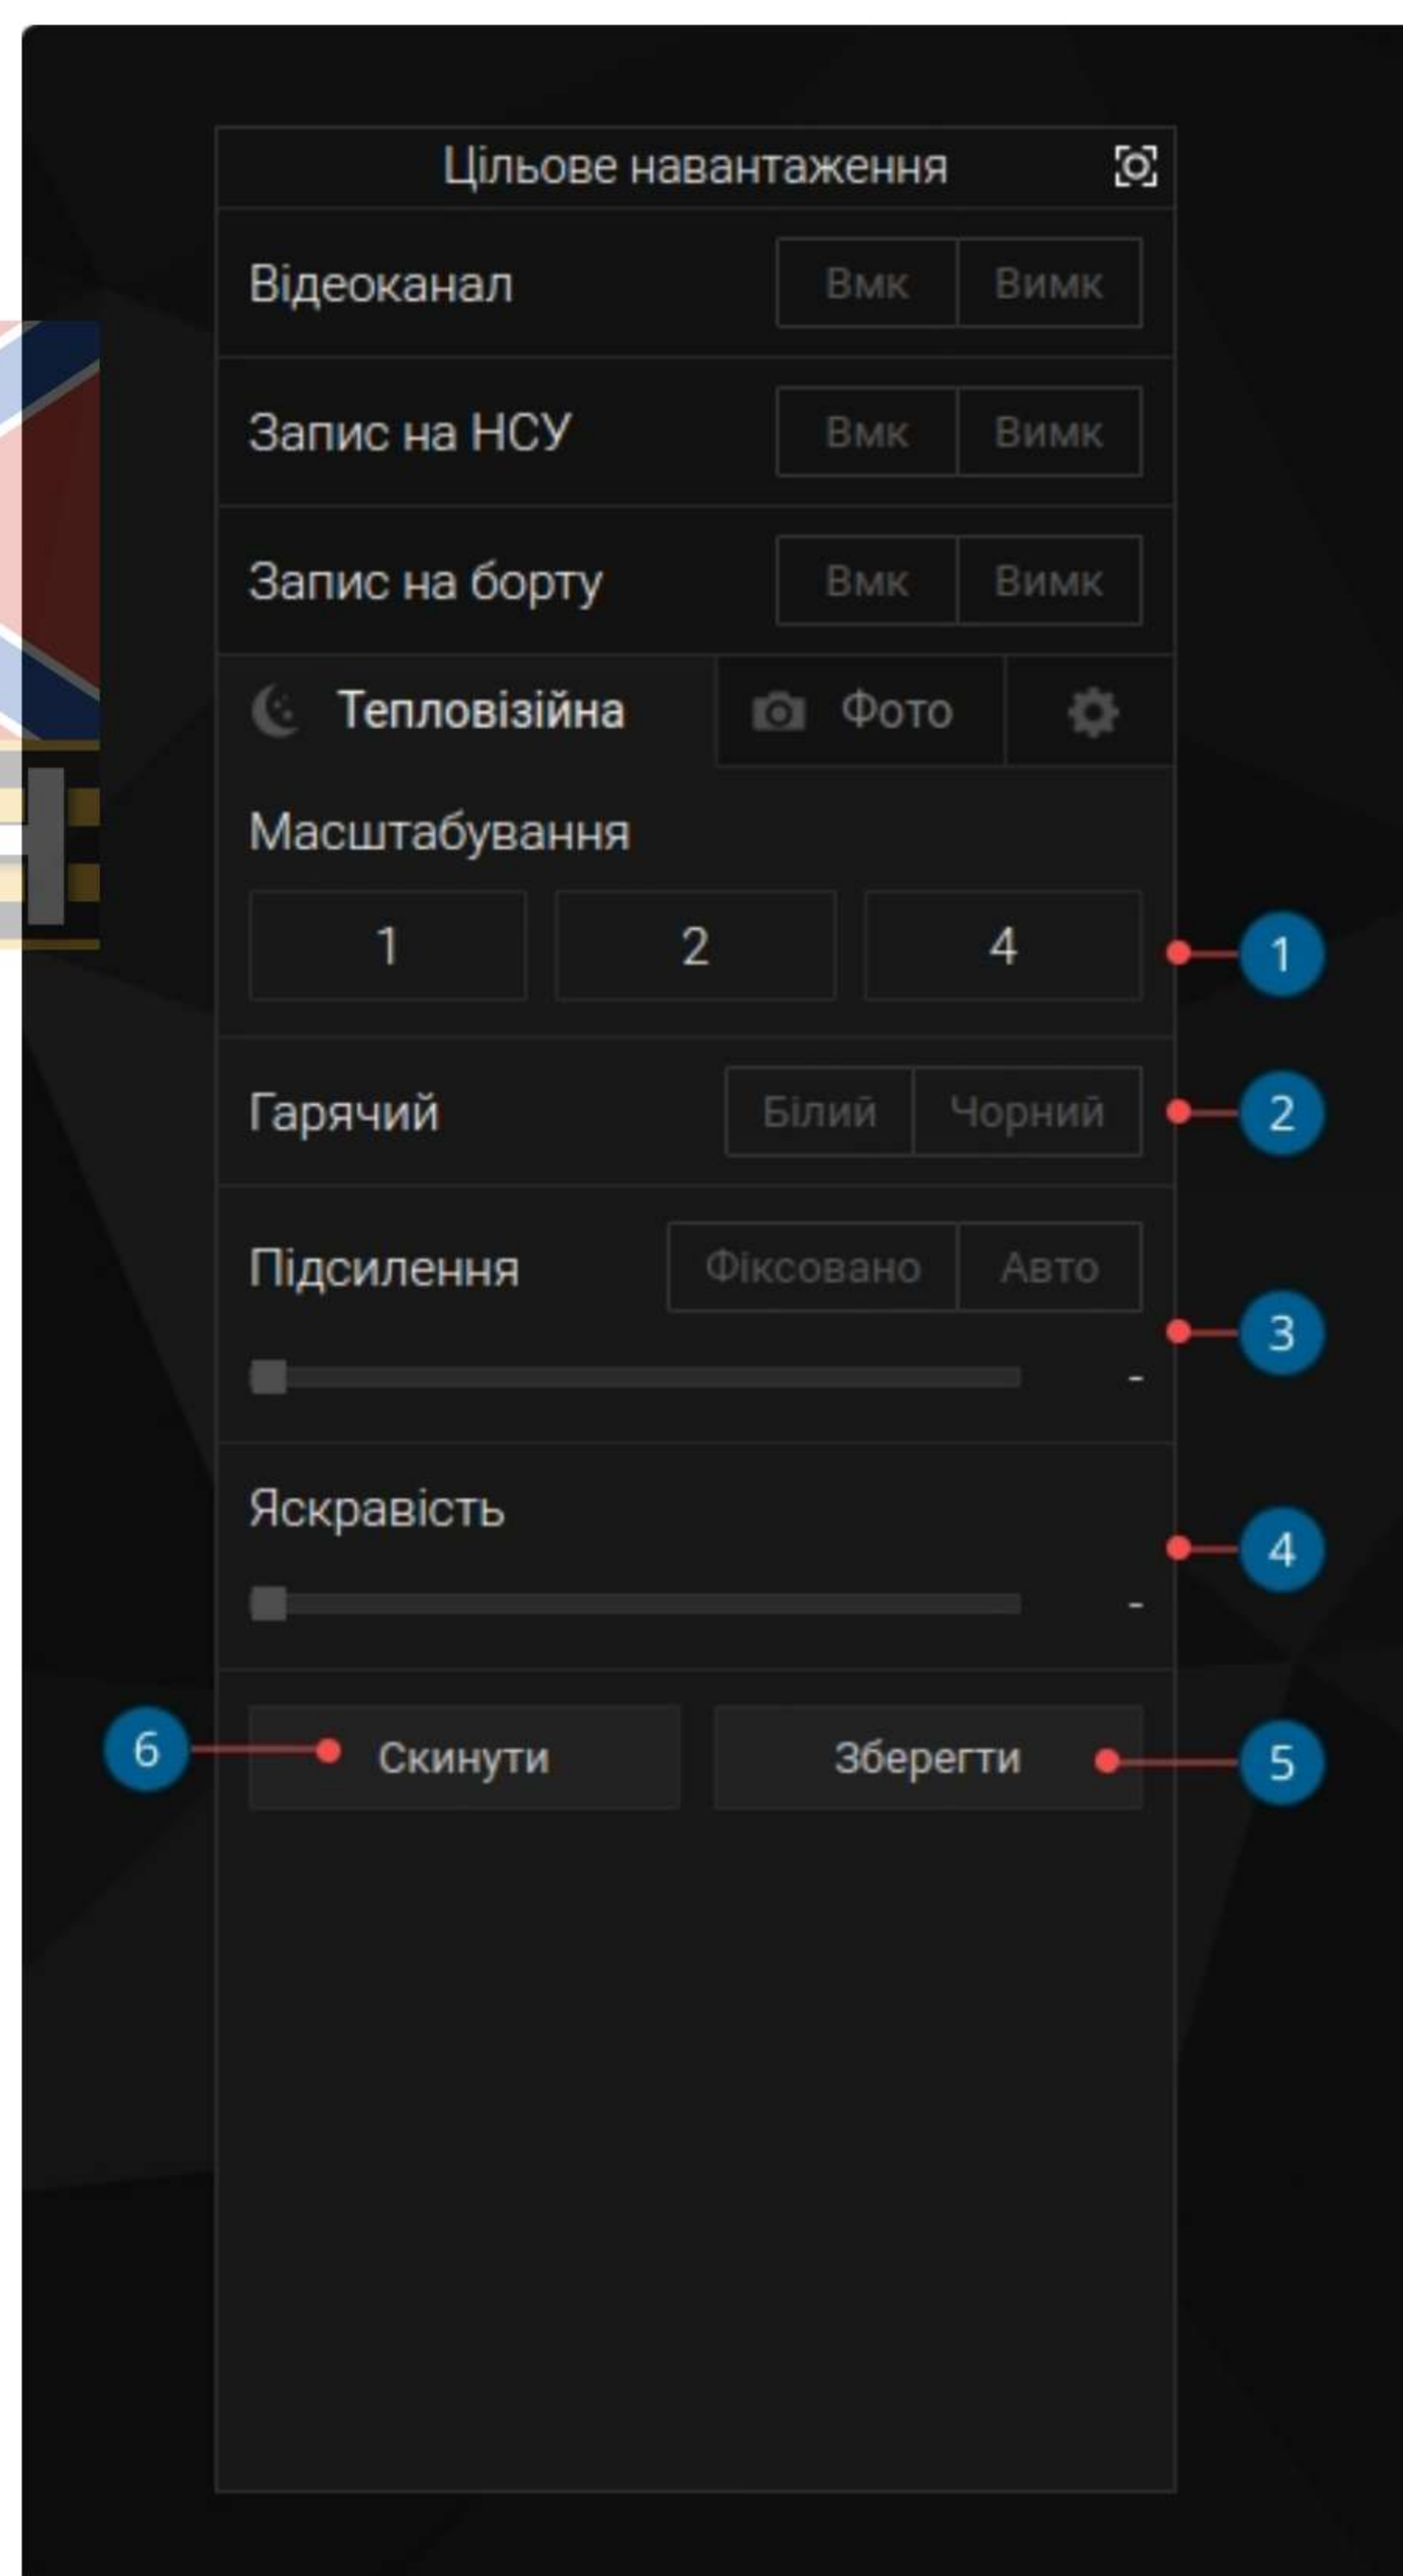 Цільове навантаження
Відеоканал Вмк Вимк
Запис на НСУ Вмк Вимк
Запис на борту Вмк Вимк
Тепловізійна Фото
Масштабування
1 2 4 1
Гарячий Білий Чорний 2
Підсилення Фіксовано Авто
3
-
Яскравість
4
-
6 Скинути Зберегти 5